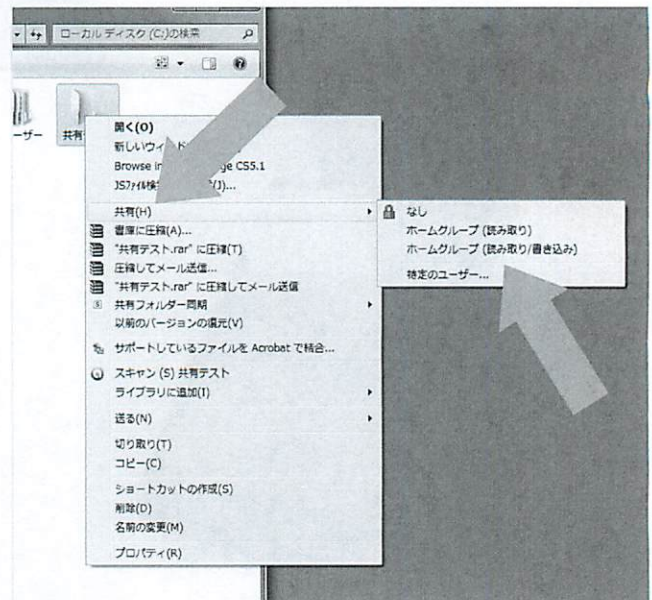 ローカル ディスク (C:)の検索
ーザー
共有
開く(O)
新しいウィンド
Browse in ge CS5.1
JSファイル検 (J)...
共有(H)
書庫に圧縮(A)...
"共有テスト.rar" に圧縮(T)
圧縮してメール送信...
"共有テスト.rar" に圧縮してメール送信
共有フォルダー同期
以前のバージョンの復元(V)
サポートしているファイルを Acrobat で結合...
スキャン (S) 共有テスト
ライブラリに追加(I)
送る(N)
切り取り(T)
コピー(C)
ショートカットの作成(S)
削除(D)
名前の変更(M)
プロパティ(R)
なし
ホームグループ (読み取り)
ホームグループ (読み取り/書き込み)
特定のユーザー...